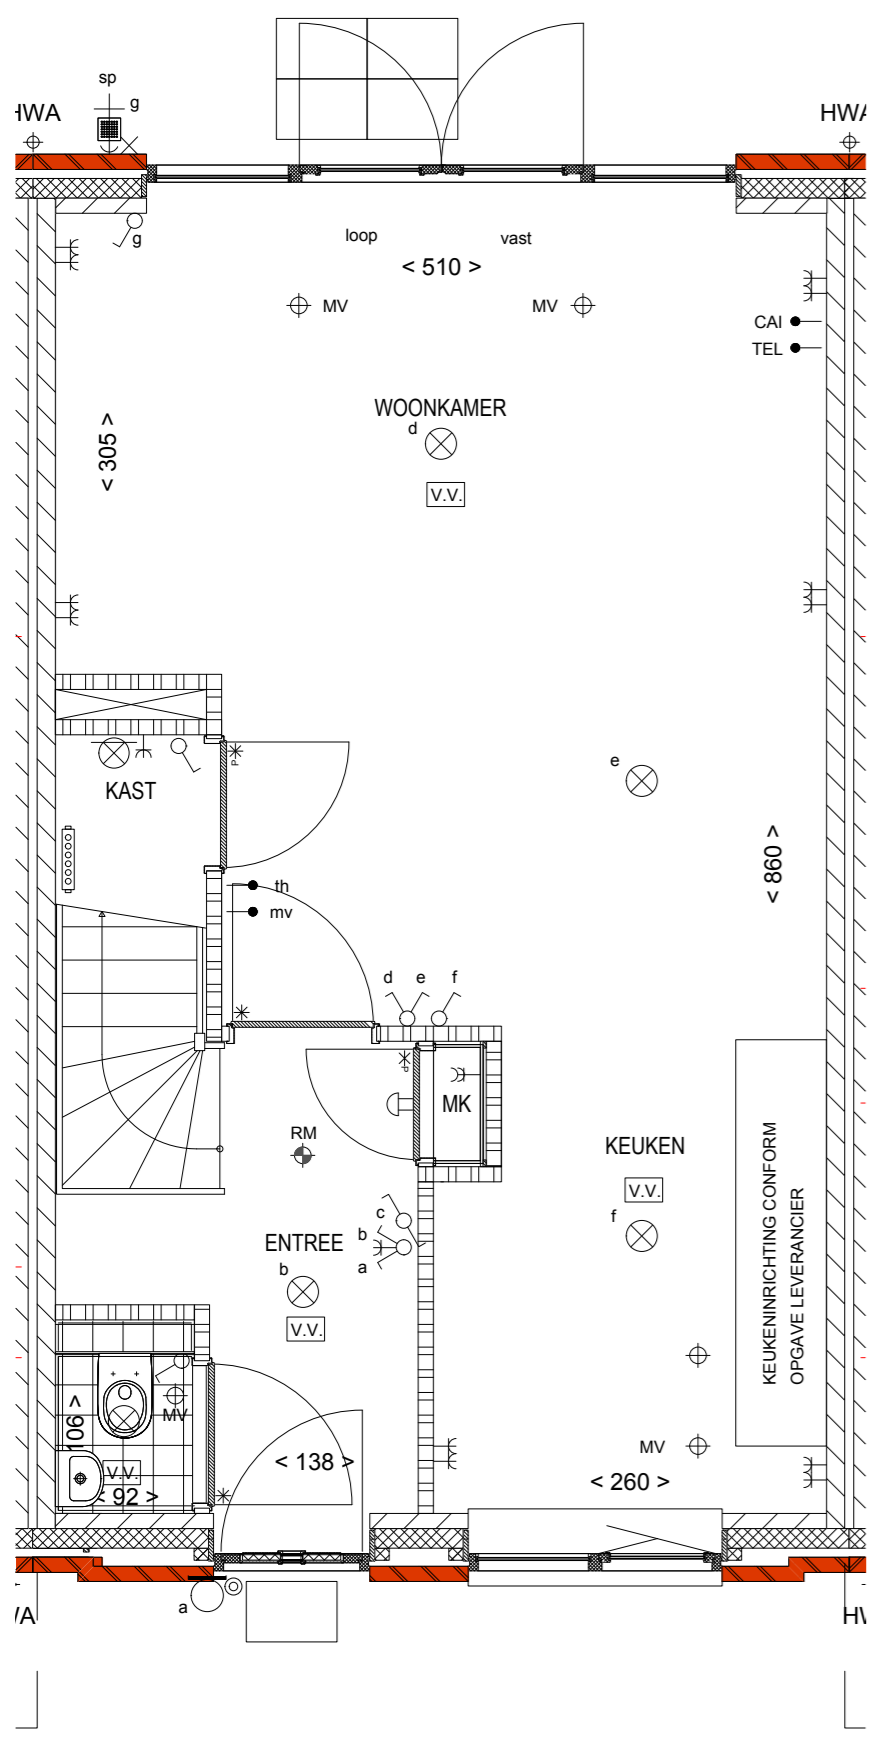 sp
g
HWA
HWA
g
loop
vast
< 510 >
MV
MV
CAI
TEL
WOONKAMER
d
< 305 >
V.V.
e
KAST
P
< 860 >
th
mv
d e f
P
MK
RM
KEUKEN
V.V.
KEUKENINRICHTING CONFORM
OPGAVE LEVERANCIER
c
f
b
ENTREE
a
b
V.V.
MV
106 >
MV
< 138 >
V.V.
< 260 >
< 92 >
a
/A
HV